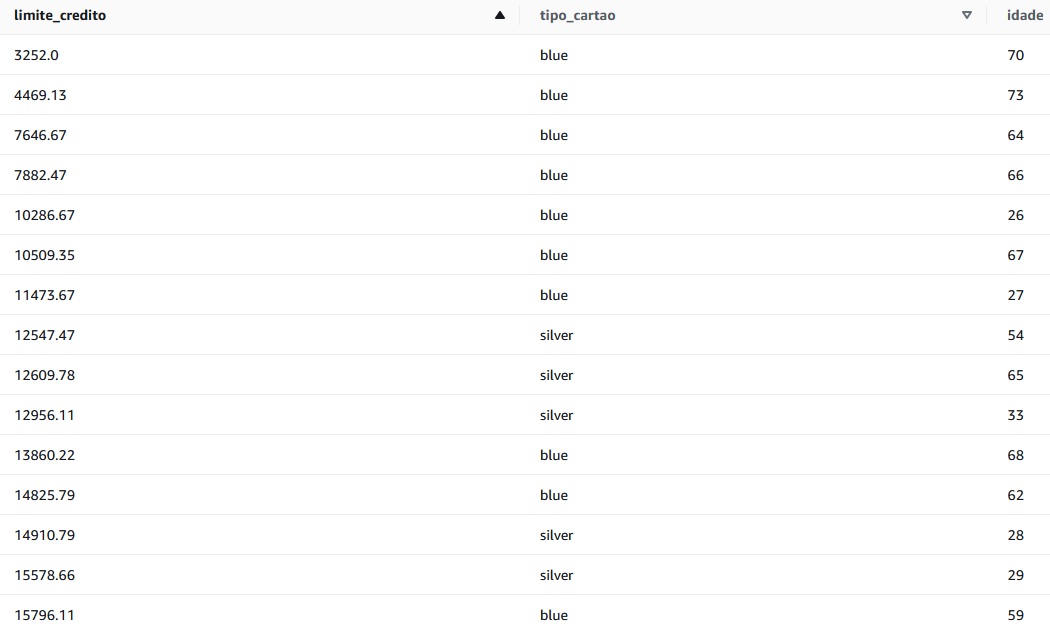 limite_credito tipo_cartao idade
3252.0 blue 70
4469.13 blue 73
7646.67 blue 64
7882.47 blue 66
10286.67 blue 26
10509.35 blue 67
11473.67 blue 27
12547.47 silver 54
12609.78 silver 65
12956.11 silver 33
13860.22 blue 68
14825.79 blue 62
14910.79 silver 28
15578.66 silver 29
15796.11 blue 59